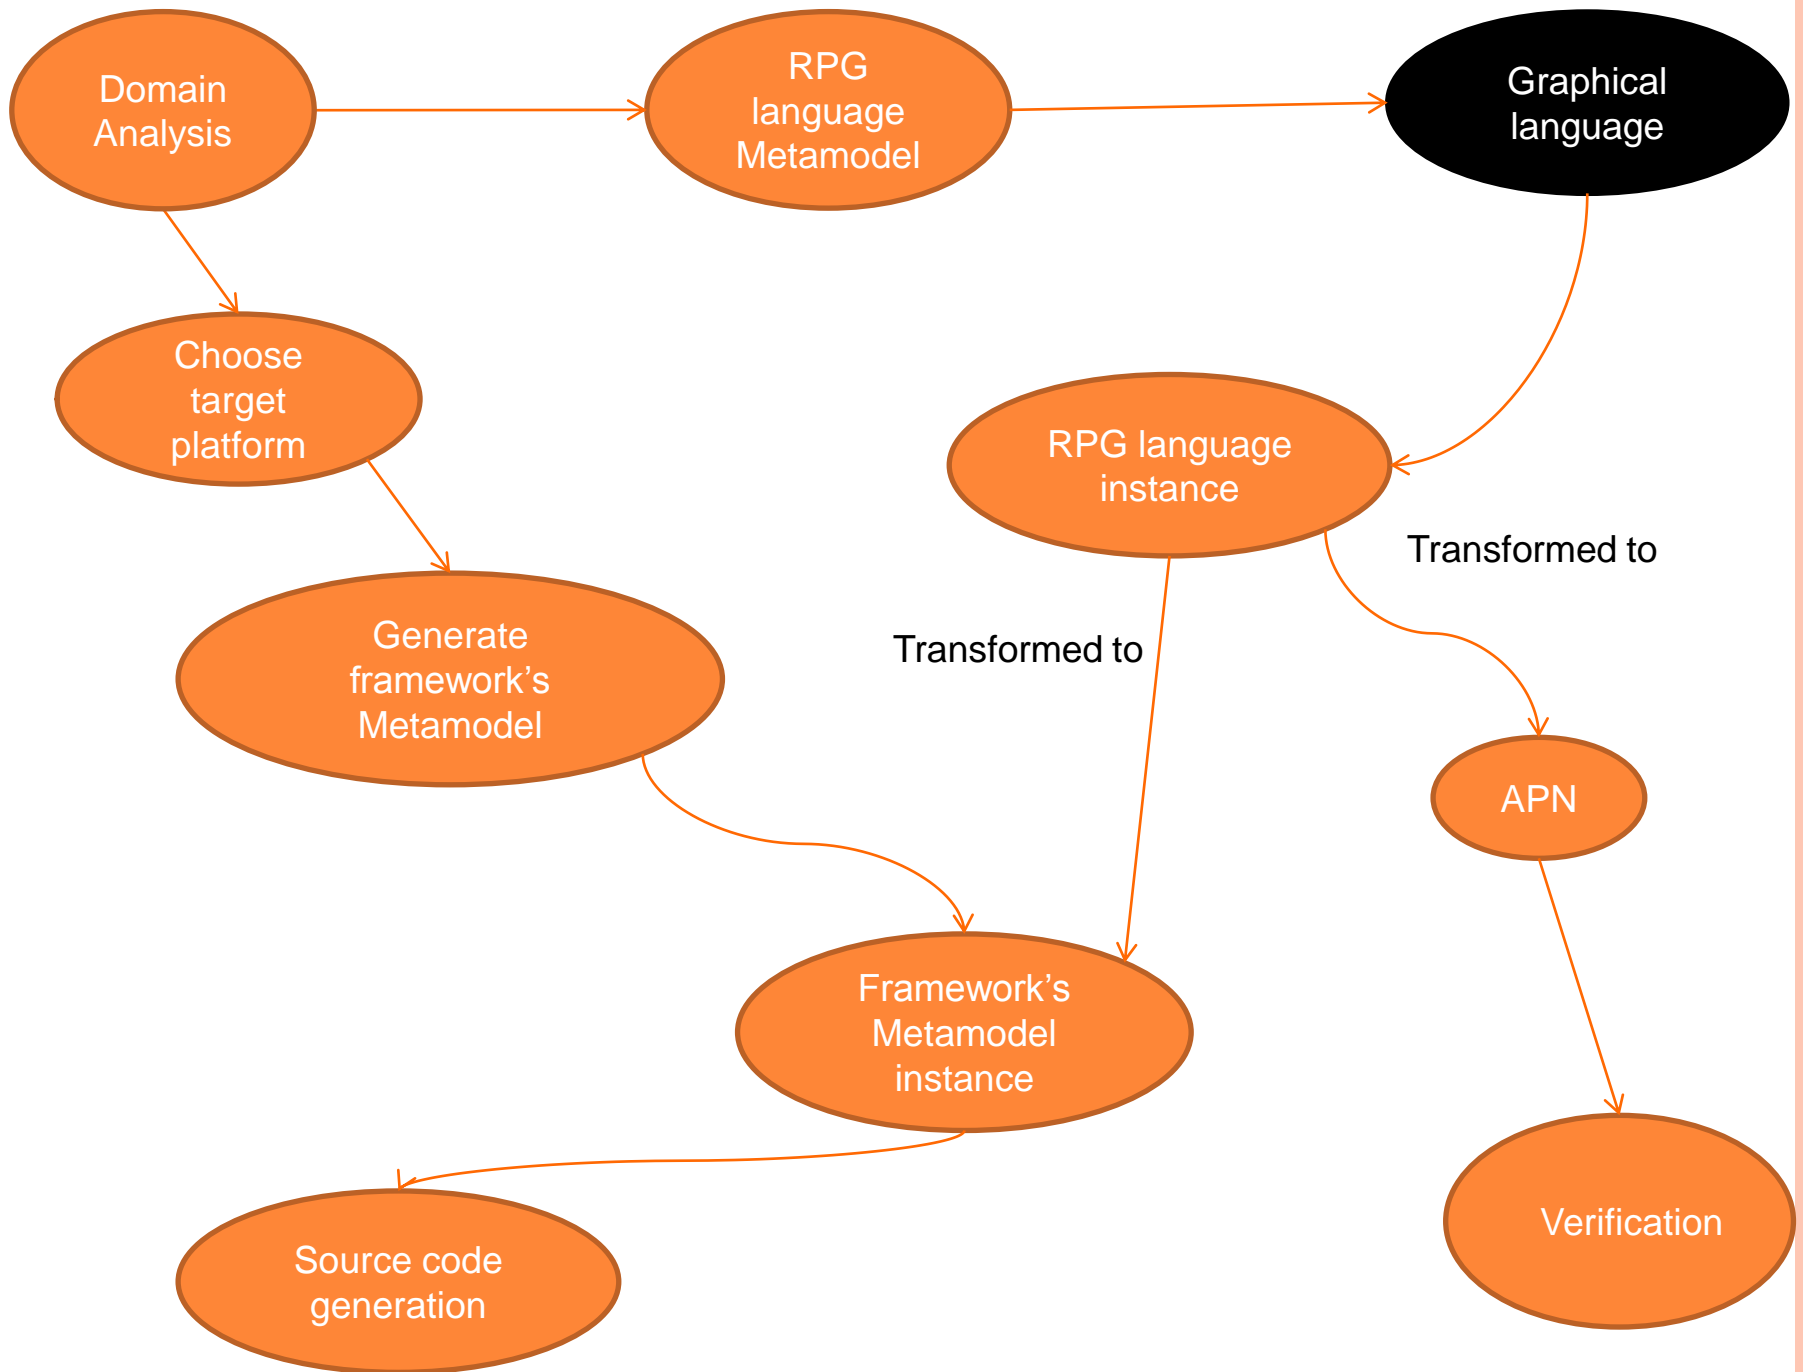 Domain
Analysis
RPG
language
Metamodel
Graphical
language
Choose
target
platform
RPG language
instance
Transformed to
Generate
framework’s
Metamodel
Transformed to
APN
Framework’s
Metamodel
instance
Verification
Source code
generation